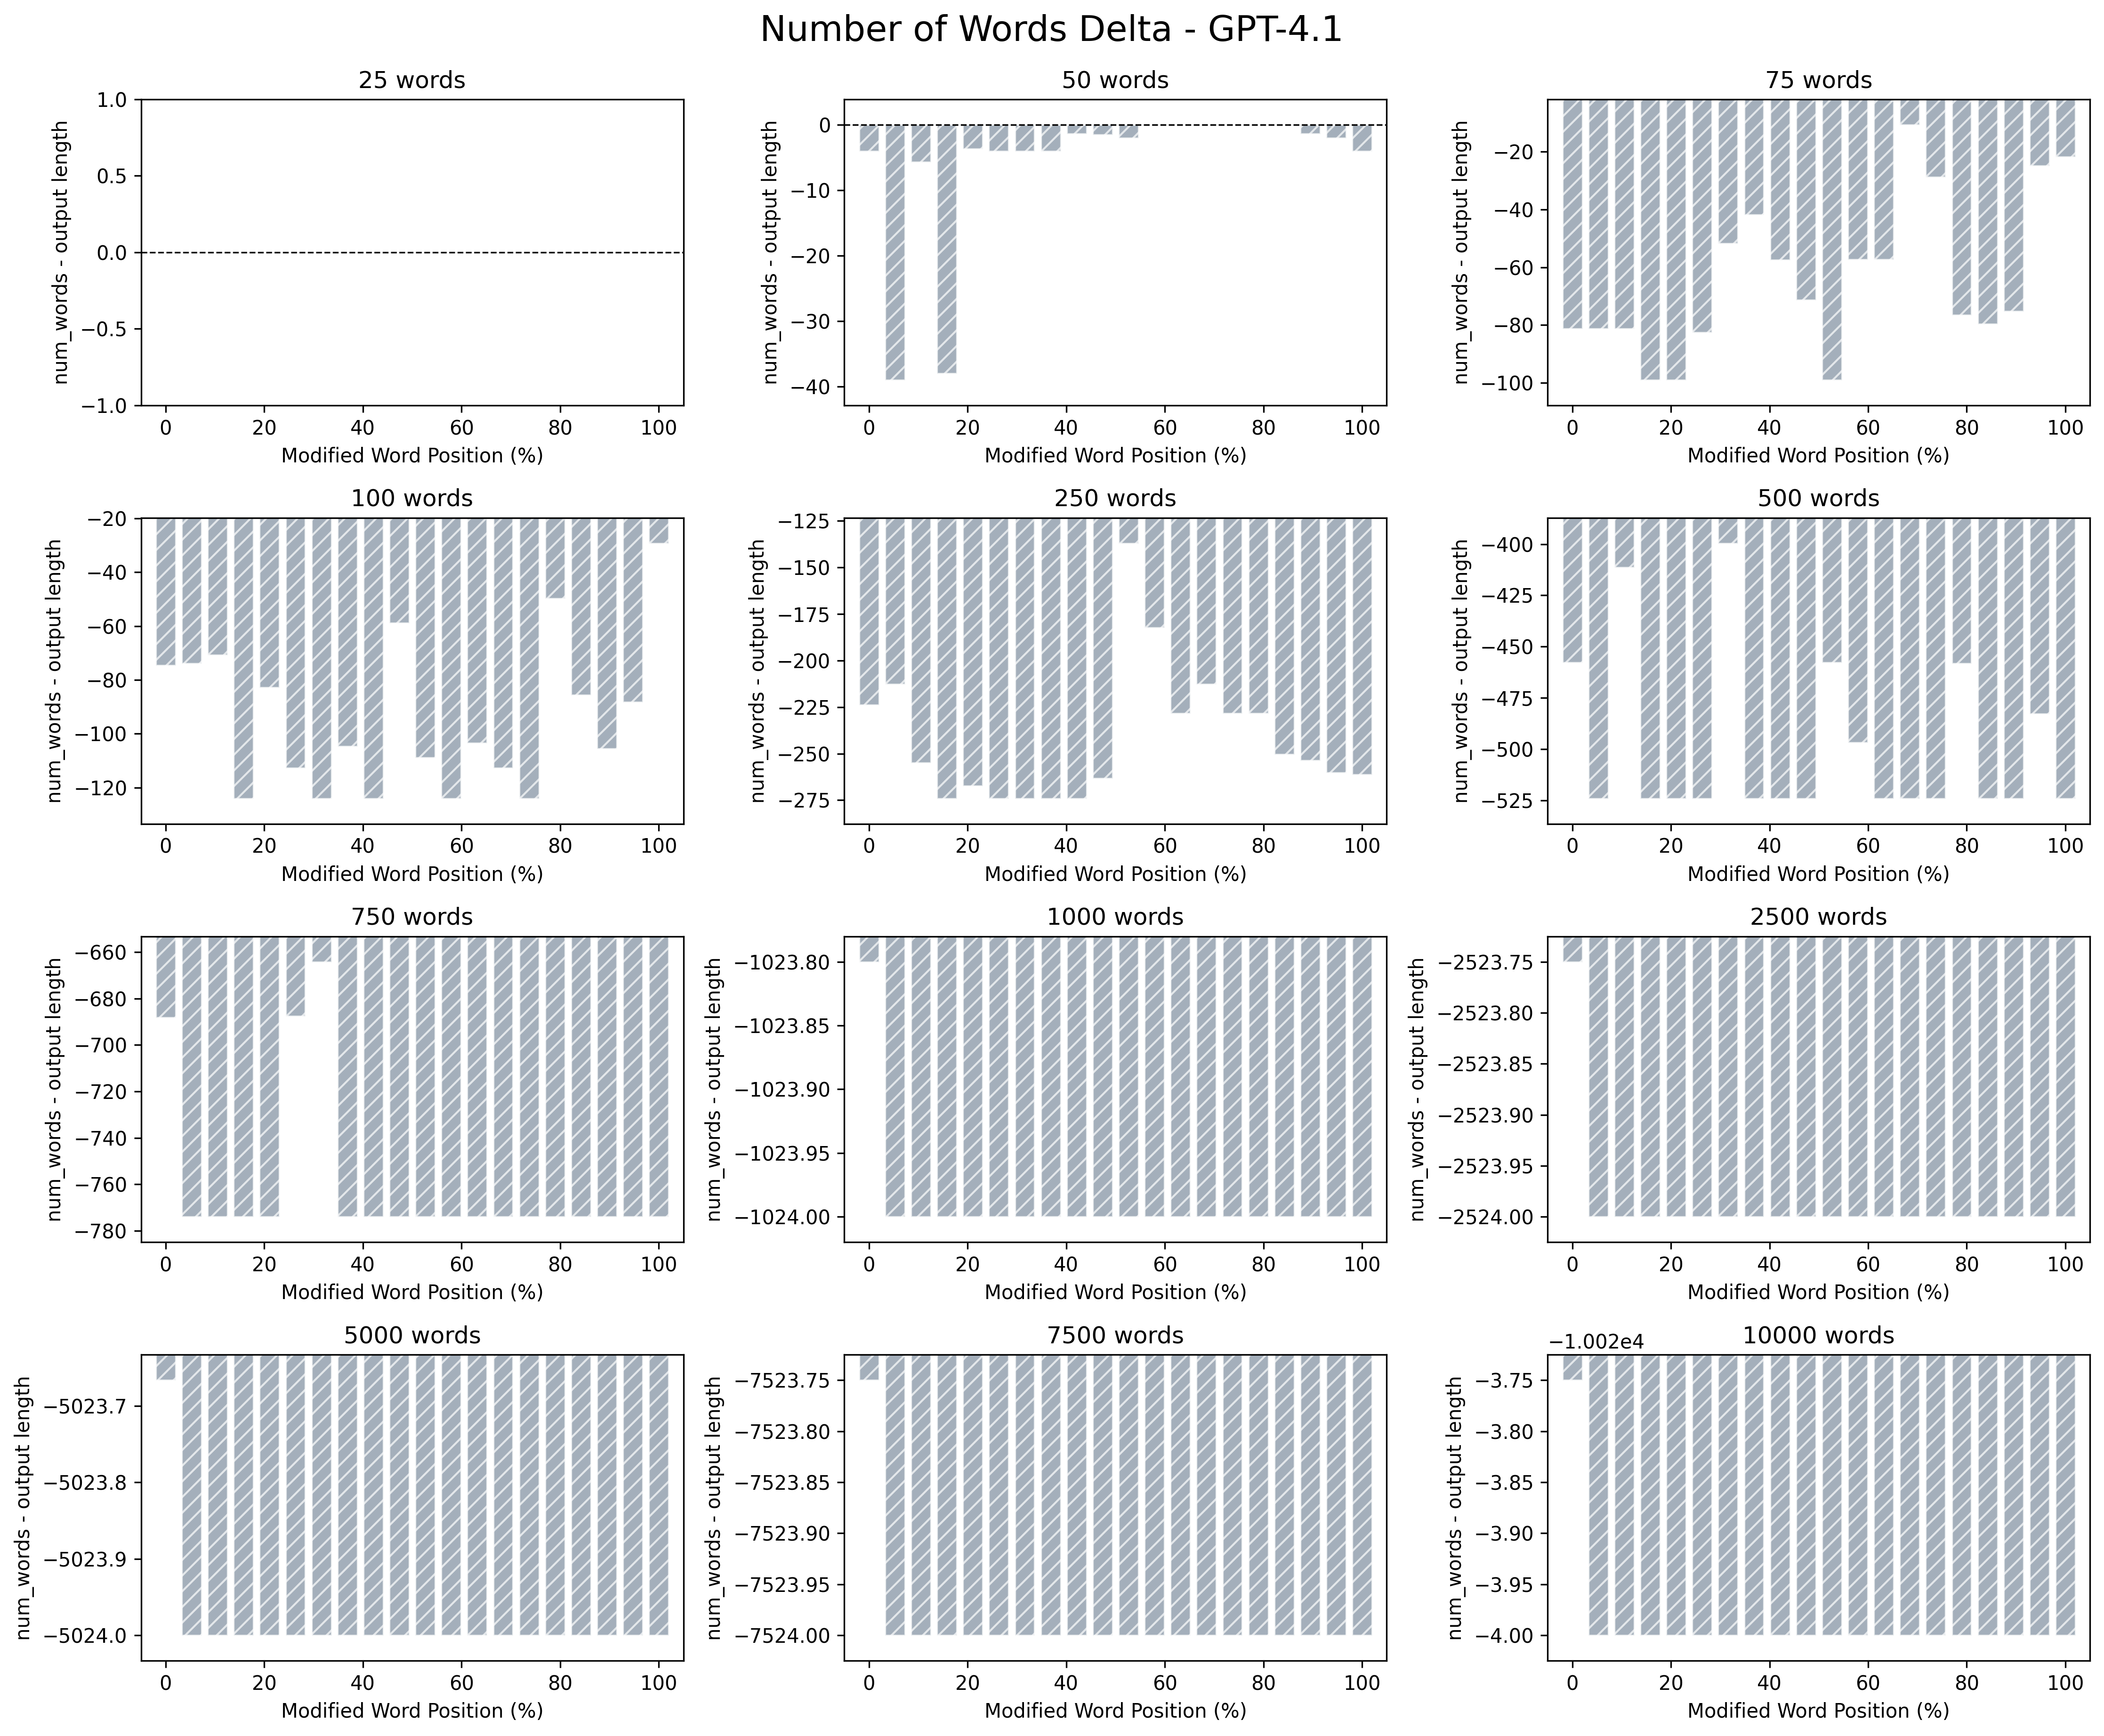 Number of Words Delta - GPT-4.1
25 words
num_words - output length
1.0
0.5
0.0
−0.5
−1.0
0 20 40 60 80 100
Modified Word Position (%)
50 words
num_words - output length
0
−10
−20
−30
−40
0 20 40 60 80 100
Modified Word Position (%)
75 words
num_words - output length
−20
−40
−60
−80
−100
0 20 40 60 80 100
Modified Word Position (%)
100 words
num_words - output length
−20
−40
−60
−80
−100
−120
0 20 40 60 80 100
Modified Word Position (%)
250 words
num_words - output length
−125
−150
−175
−200
−225
−250
−275
0 20 40 60 80 100
Modified Word Position (%)
500 words
num_words - output length
−400
−425
−450
−475
−500
−525
0 20 40 60 80 100
Modified Word Position (%)
750 words
num_words - output length
−660
−680
−700
−720
−740
−760
−780
0 20 40 60 80 100
Modified Word Position (%)
1000 words
num_words - output length
−1023.80
−1023.85
−1023.90
−1023.95
−1024.00
0 20 40 60 80 100
Modified Word Position (%)
2500 words
num_words - output length
−2523.75
−2523.80
−2523.85
−2523.90
−2523.95
−2524.00
0 20 40 60 80 100
Modified Word Position (%)
5000 words
num_words - output length
−5023.7
−5023.8
−5023.9
−5024.0
0 20 40 60 80 100
Modified Word Position (%)
7500 words
num_words - output length
−7523.75
−7523.80
−7523.85
−7523.90
−7523.95
−7524.00
0 20 40 60 80 100
Modified Word Position (%)
10000 words
−1.002e4
num_words - output length
−3.75
−3.80
−3.85
−3.90
−3.95
−4.00
0 20 40 60 80 100
Modified Word Position (%)